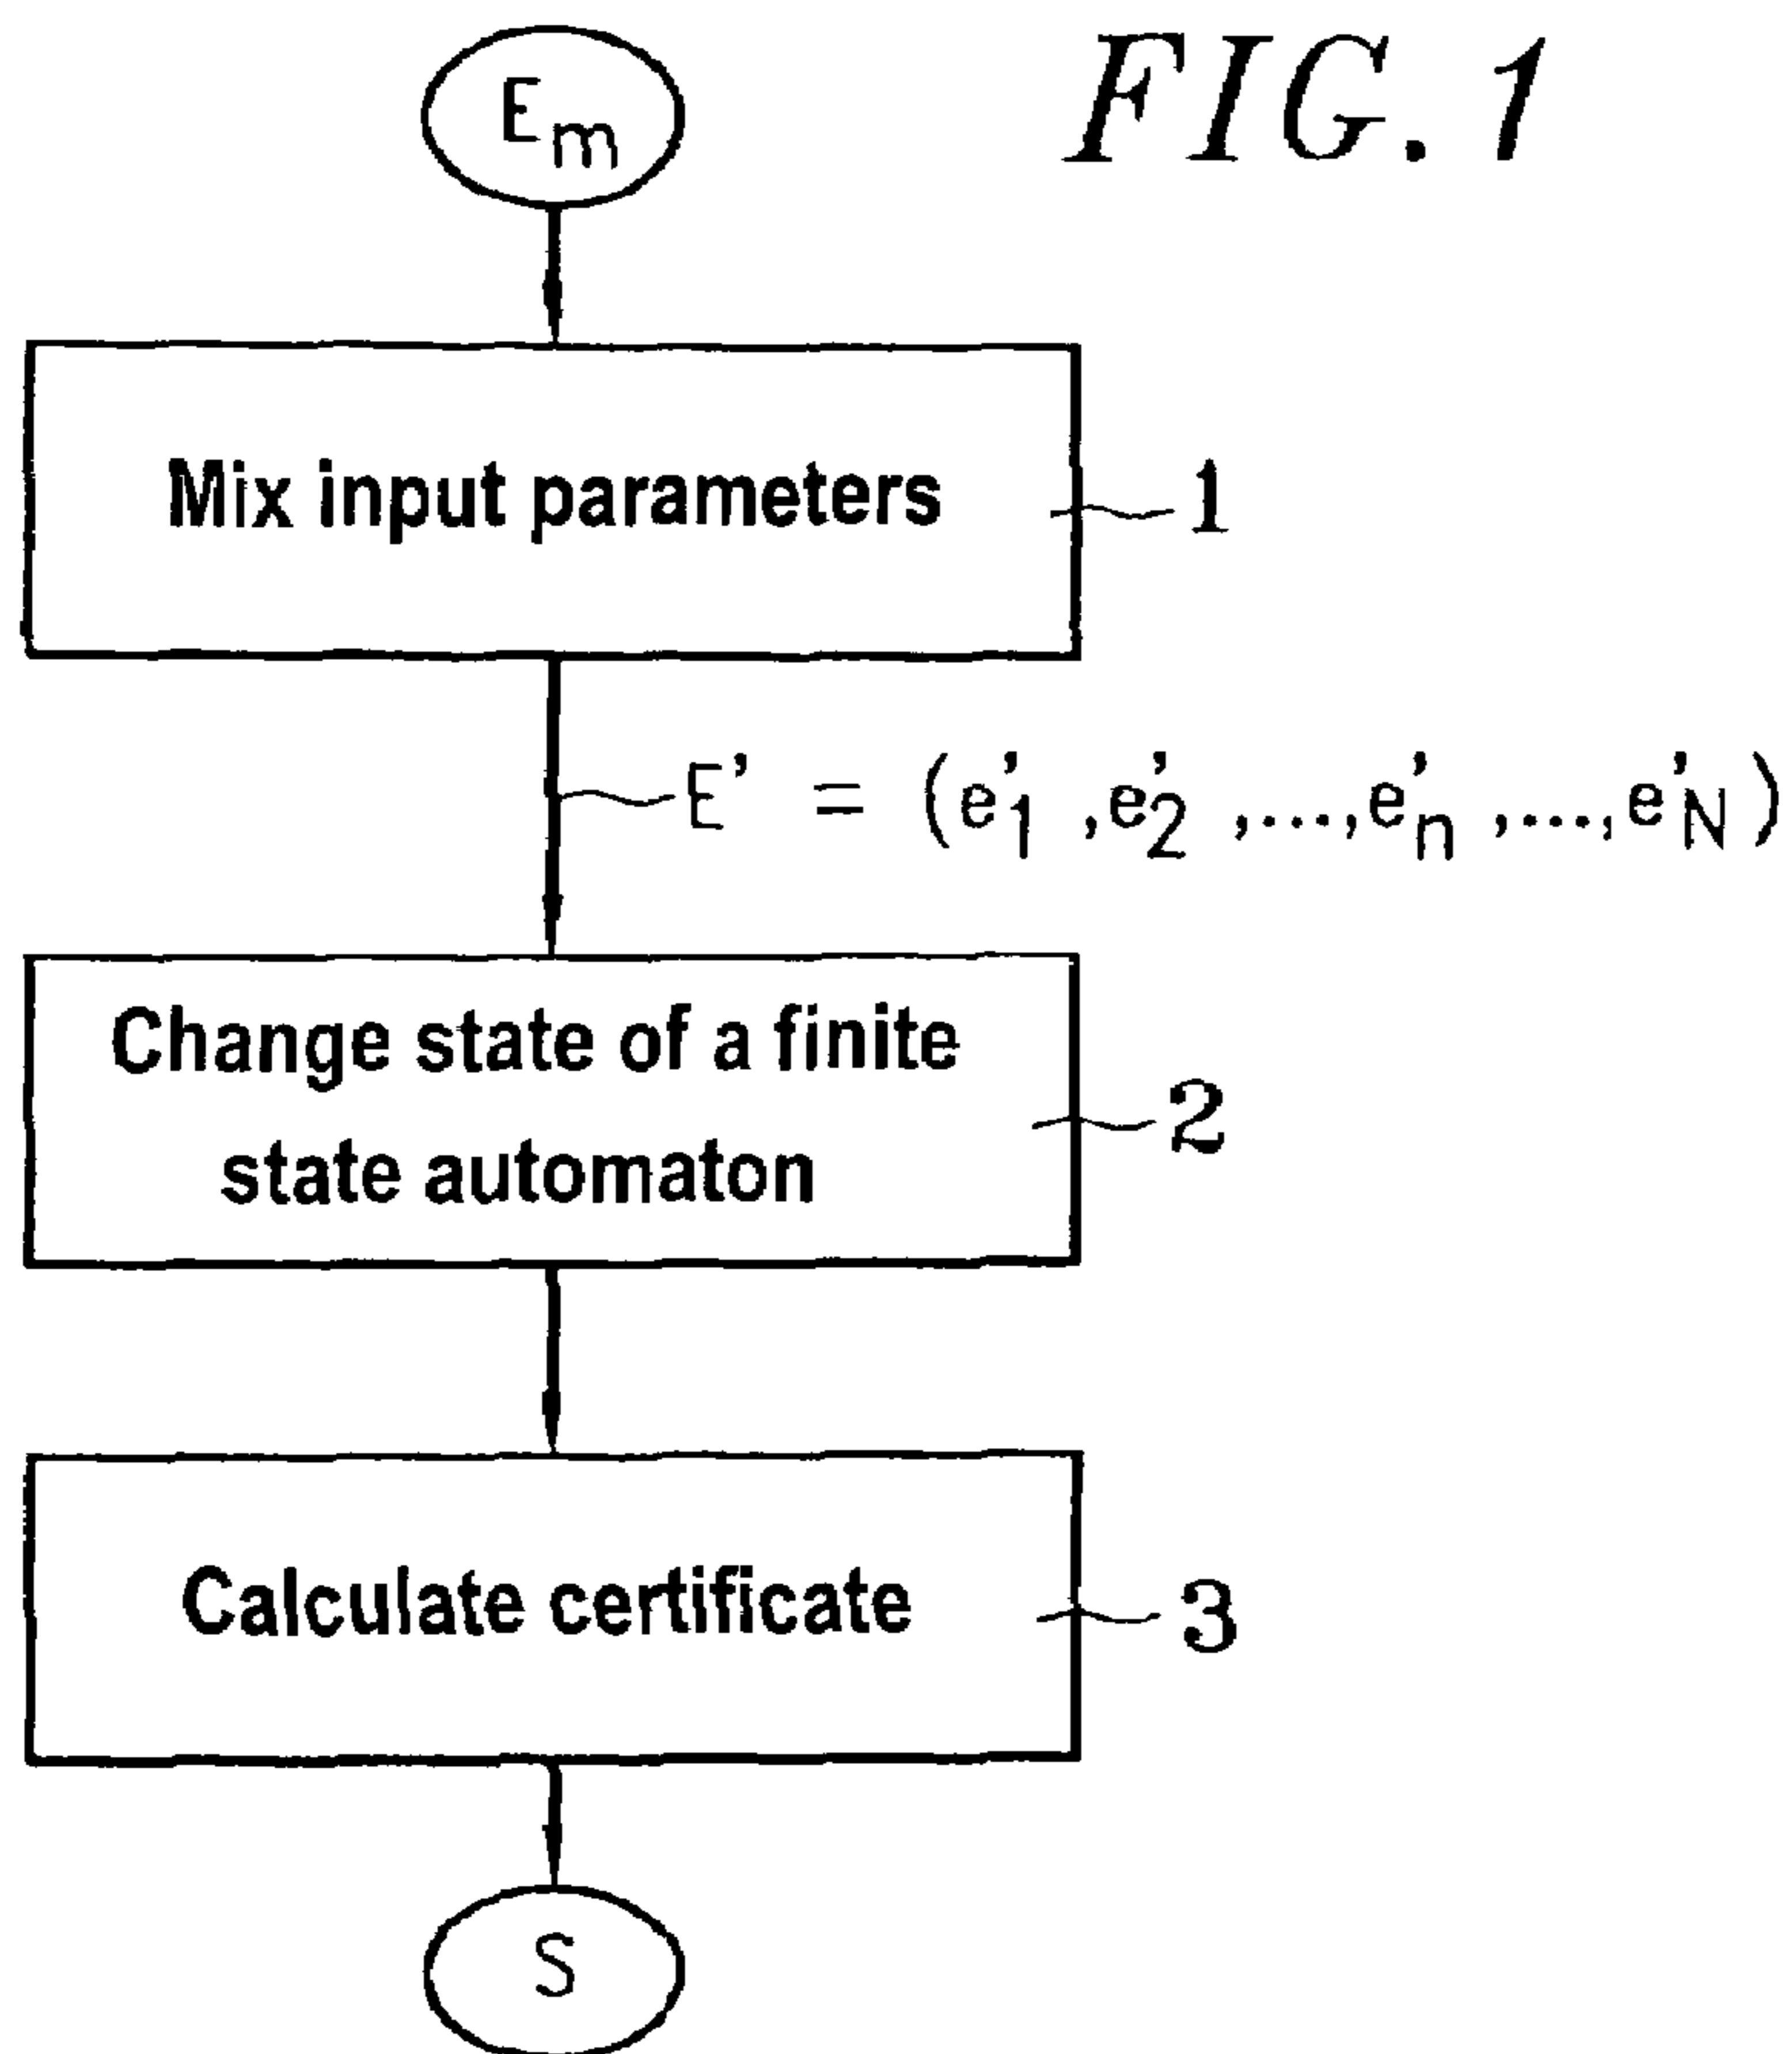 FIG. 1
Em
Mix input parameters
1
E' = (e'1 ,e'2 ,...,e'n ,...,e'N )
Change state of a finite
state automaton
2
Calculate certificate
3
S